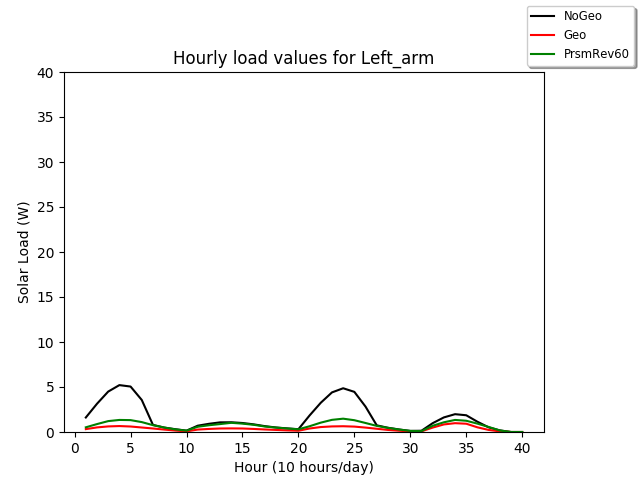 NoGeo
Geo
PrsmRev60
Hourly load values for Left_arm
40
35
30
25
20
15
10
5
0
Solar Load (W)
0 5 10 15 20 25 30 35 40
Hour (10 hours/day)